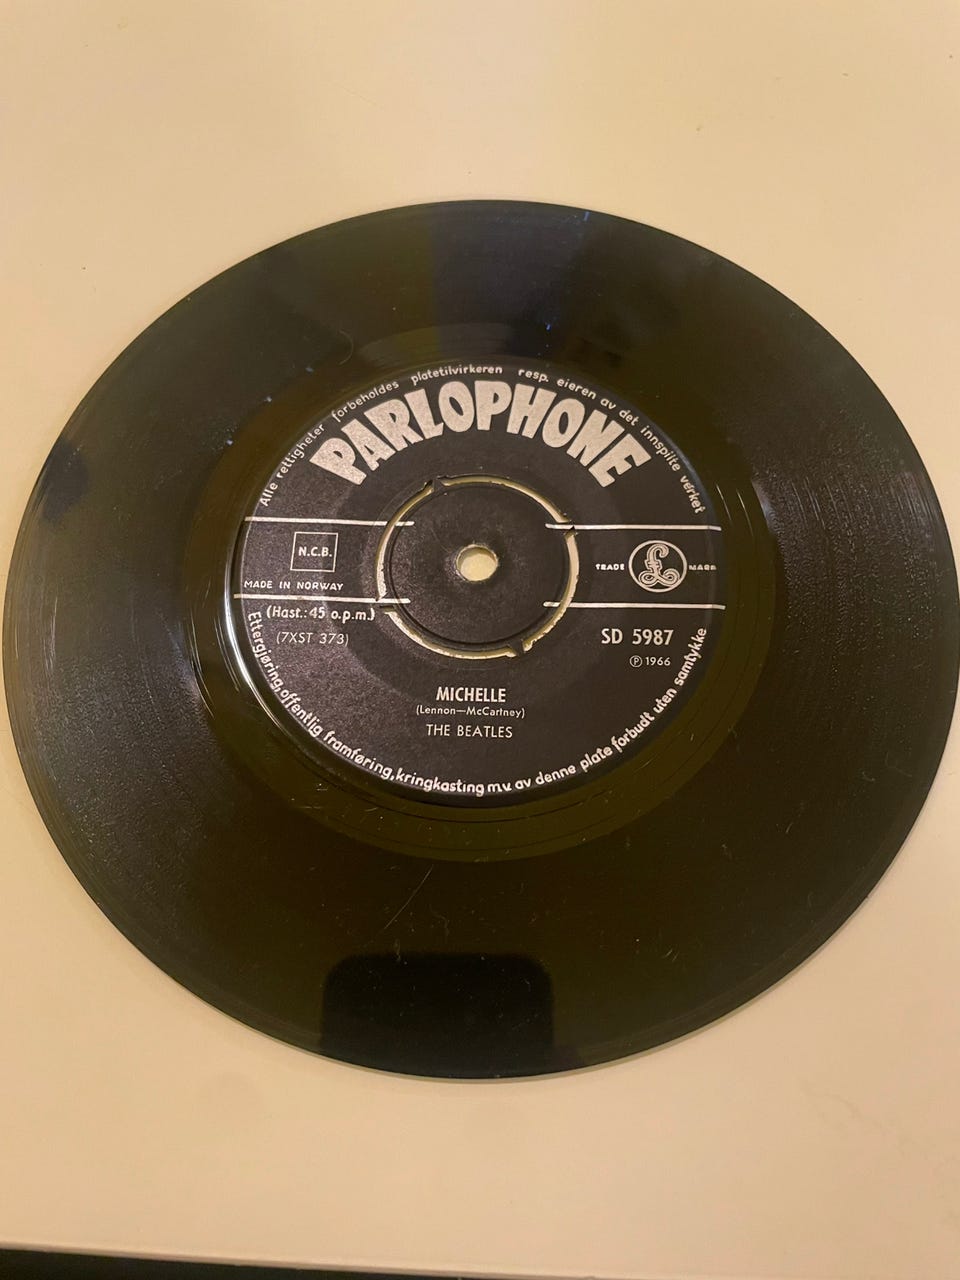 Alle rettigheter forbeholdes platetilvirkeren resp. eieren av det innspilte verket
PARLOPHONE
N.C.B.
TRADE £ MARK
MADE IN NORWAY
(Hast.: 45 o.p.m.)
(7XST 373)
SD 5987
Ⓟ 1966
MICHELLE
(Lennon—McCartney)
THE BEATLES
Ettergjøring, offentlig framføring, kringkasting m.v. av denne plate forbudt uten samtykke